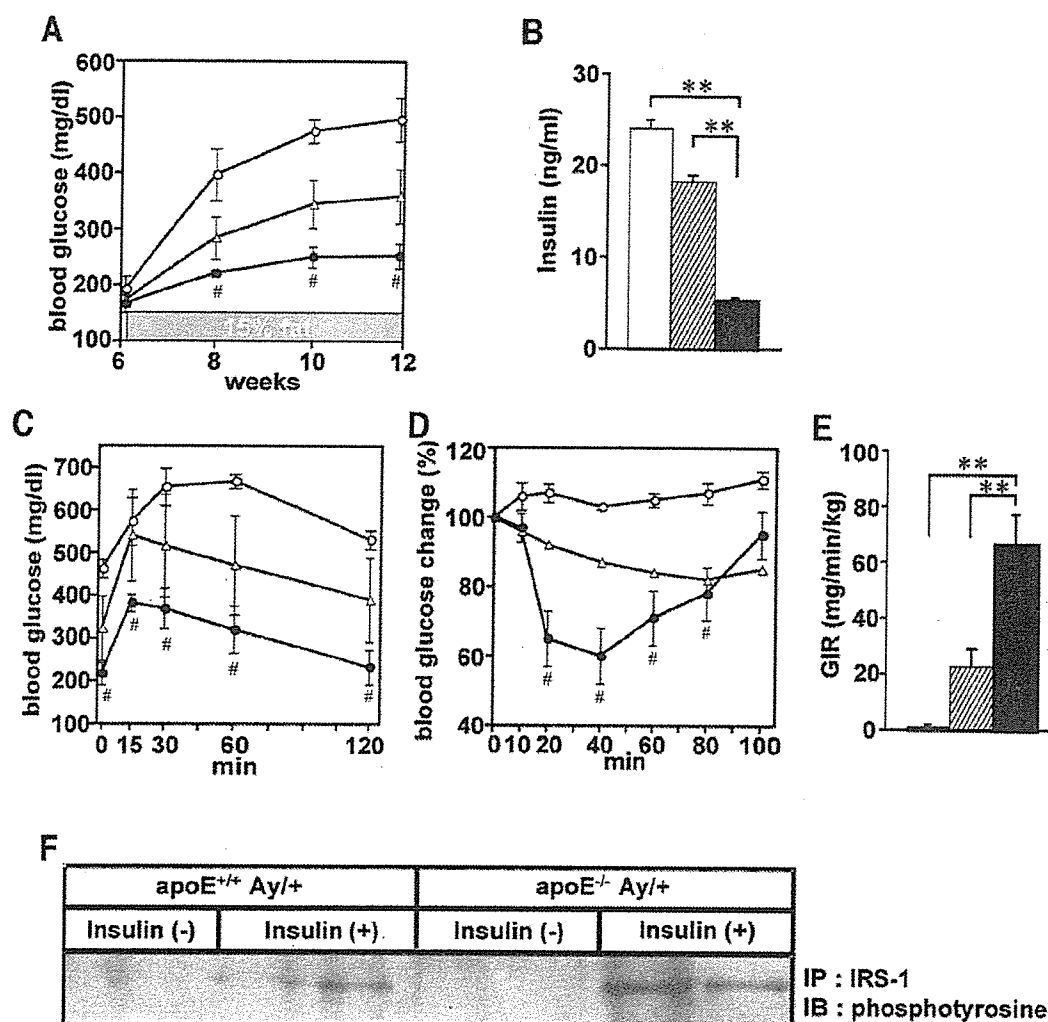 A
blood glucose (mg/dl)
600
500
400
300
200
100
# # #
6 8 10 12
weeks
B
Insulin (ng/ml)
30
20
10
0
**
**
C
blood glucose (mg/dl)
700
600
500
400
300
200
100
# # # # #
0 15 30 60 120
min
D
blood glucose change (%)
120
100
80
60
40
# # # #
0 10 20 40 60 80 100
min
E
GIR (mg/min/kg)
100
80
60
40
20
0
**
**
F
apoE+/+ Ay/+ apoE-/- Ay/+
Insulin (-) Insulin (+) Insulin (-) Insulin (+)
IP : IRS-1
IB : phosphotyrosine